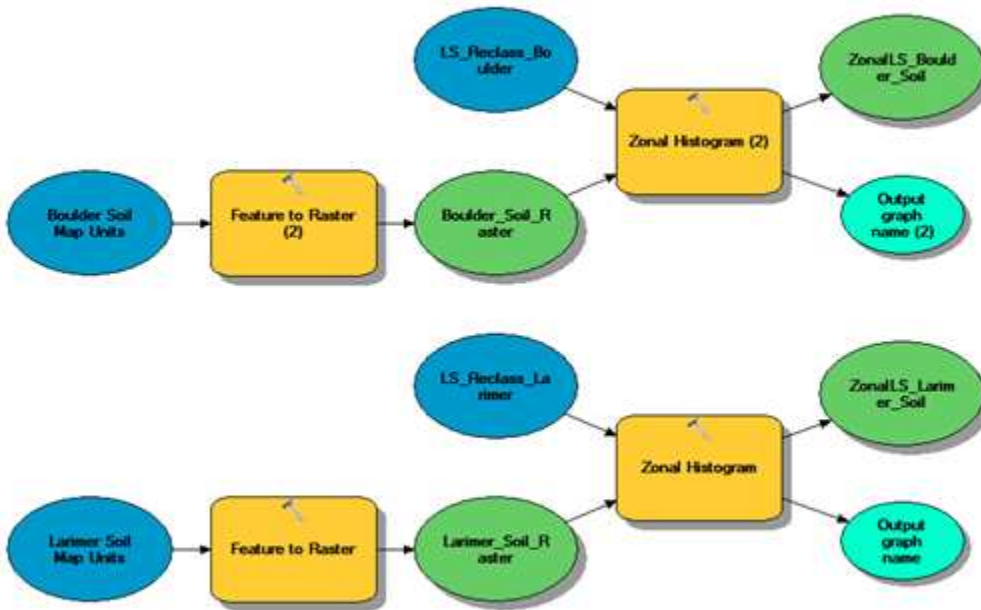 LS_Reclass_Bo
ulder
ZonalLS_Bould
er_Soil
Zonal Histogram (2)
Boulder Soil
Map Units
Feature to Raster
(2)
Boulder_Soil_R
aster
Output
graph
name (2)
LS_Reclass_La
rimer
ZonalLS_Larim
er_Soil
Zonal Histogram
Larimer Soil
Map Units
Feature to Raster
Larimer_Soil_R
aster
Output
graph
name